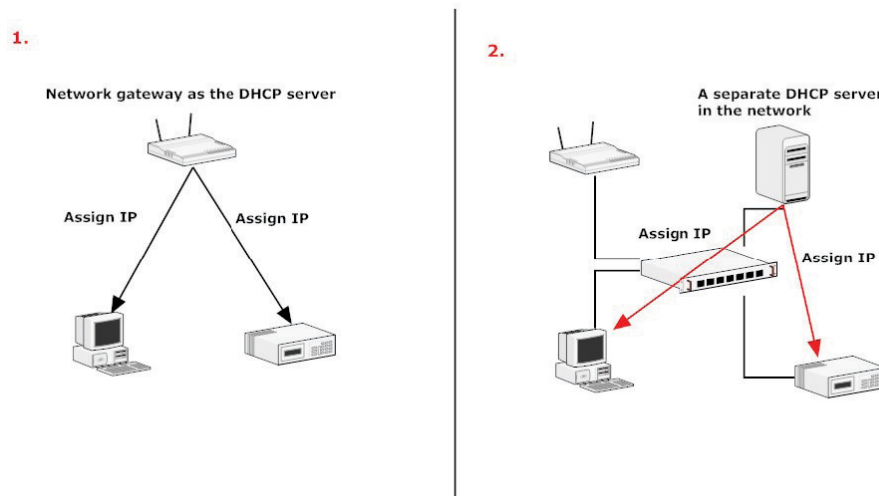 1.
Network gateway as the DHCP server
Assign IP
Assign IP
2.
A separate DHCP server
in the network
Assign IP
Assign IP